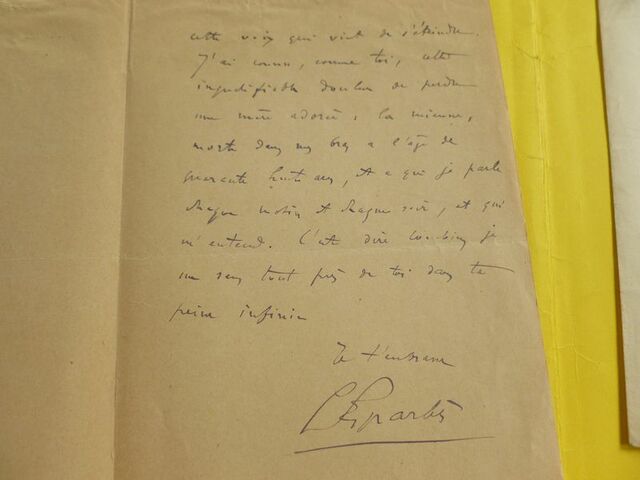 cette voix qui vient de s'éteindre.
J'ai connu, comme toi, cette
inqualifiable douleur de perdre
une mère adorée, la mienne,
morte dans mes bras à l'âge de
quarante huit ans, et à qui je parle
chaque matin et chaque soir, et qui
m'entend. C'est dire combien je
me sens tout près de toi dans ta
peine infinie
Je t'embrasse
Esparbès